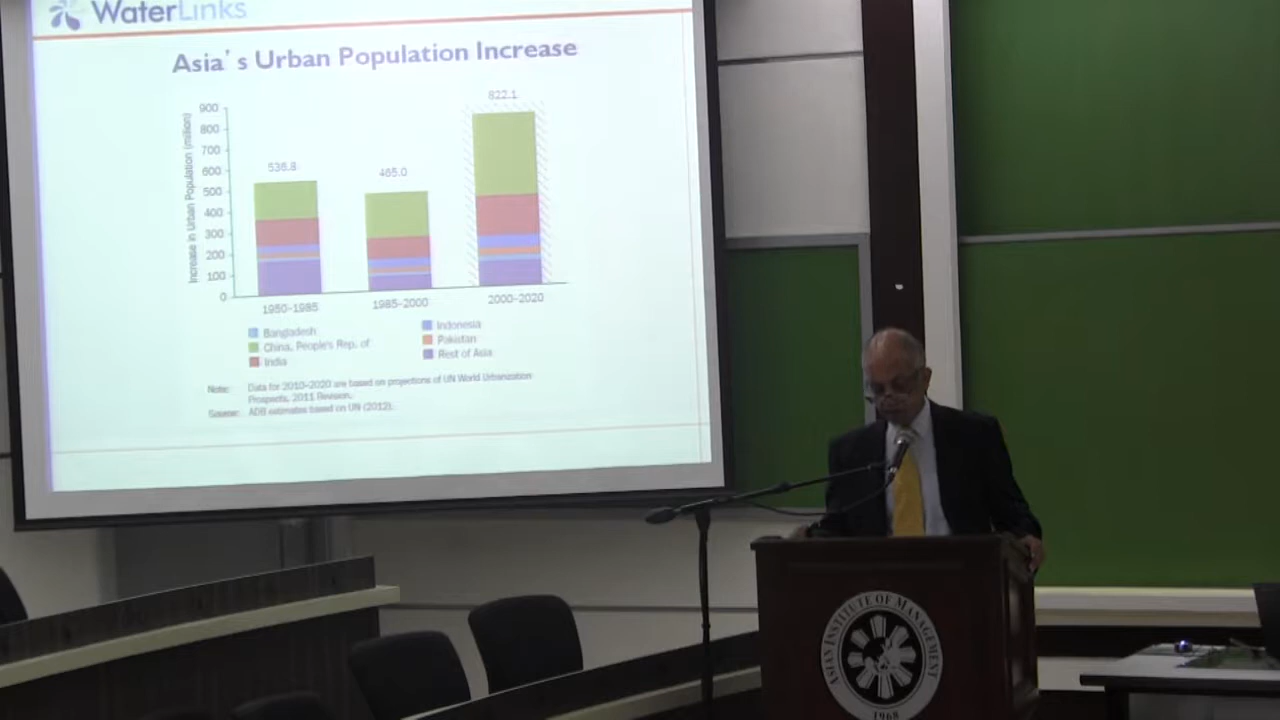 WaterLinks
Asia's Urban Population Increase
Increase in Urban Population (million)
900
800
700
600
500
400
300
200
100
0
536.8
465.0
822.1
1950–1985
1985–2000
2000–2020
Bangladesh
China, People's Rep. of
India
Indonesia
Pakistan
Rest of Asia
Note: Data for 2010–2020 are based on projections of UN World Urbanization
Prospects, 2011 Revision.
Source: ADB estimates based on UN (2012).
ASIAN INSTITUTE OF MANAGEMENT
1968